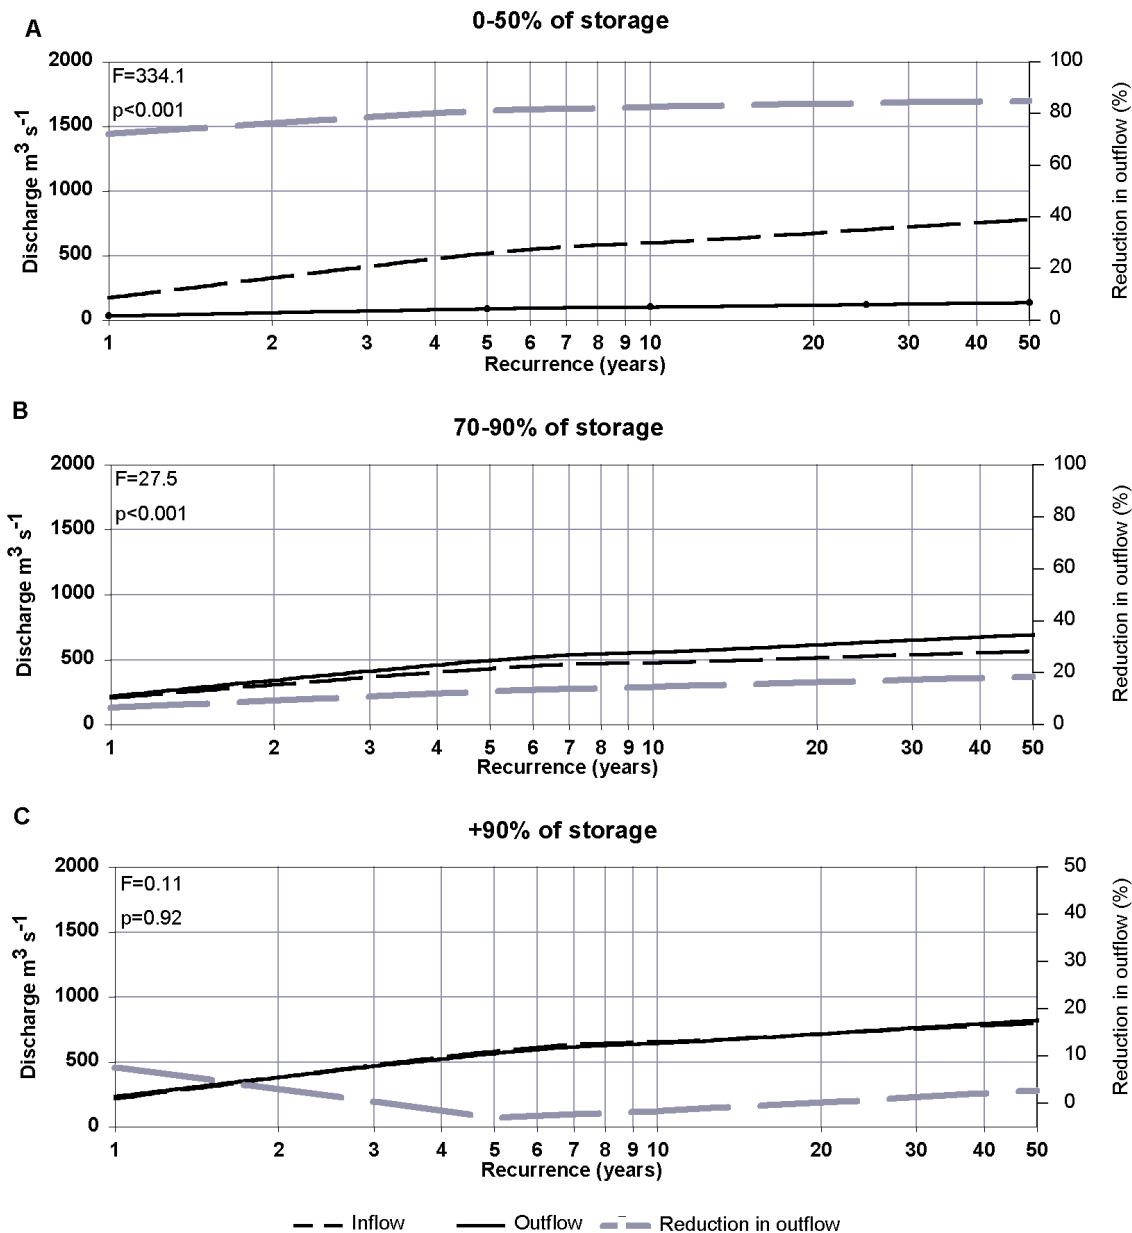 A
0-50% of storage
2000
1500
1000
500
0
F=334.1
p<0.001
100
80
60
40
20
0
Discharge m³ s⁻¹
Reduction in outflow (%)
1 2 3 4 5 6 7 8 9 10 20 30 40 50
Recurrence (years)
B
70-90% of storage
2000
1500
1000
500
0
F=27.5
p<0.001
100
80
60
40
20
0
Discharge m³ s⁻¹
Reduction in outflow (%)
1 2 3 4 5 6 7 8 9 10 20 30 40 50
Recurrence (years)
C
+90% of storage
2000
1500
1000
500
0
F=0.11
p=0.92
50
40
30
20
10
0
Discharge m³ s⁻¹
Reduction in outflow (%)
1 2 3 4 5 6 7 8 9 10 20 30 40 50
Recurrence (years)
Inflow Outflow Reduction in outflow